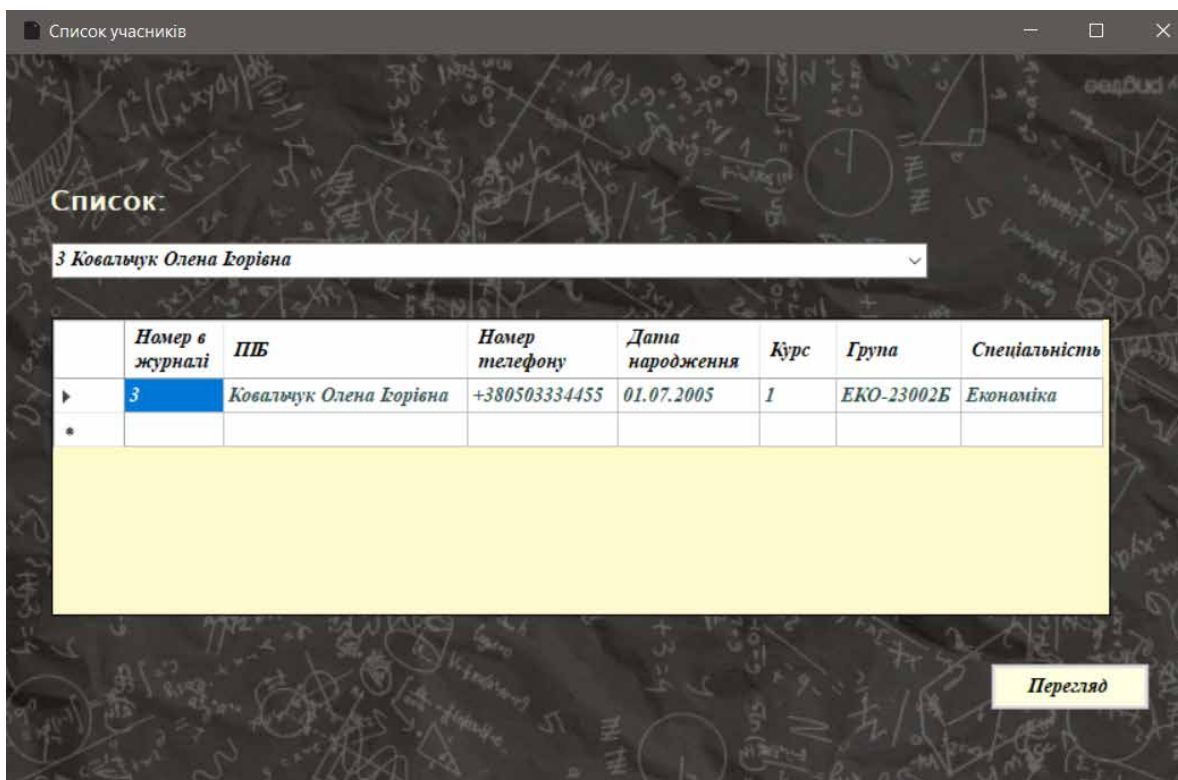 Список учасників
Список:
3 Ковальчук Олена Ігорівна
Номер в журналі ПІБ Номер телефону Дата народження Курс Група Спеціальність
3 Ковальчук Олена Ігорівна +380503334455 01.07.2005 1 ЕКО-23002Б Економіка
Перегляд